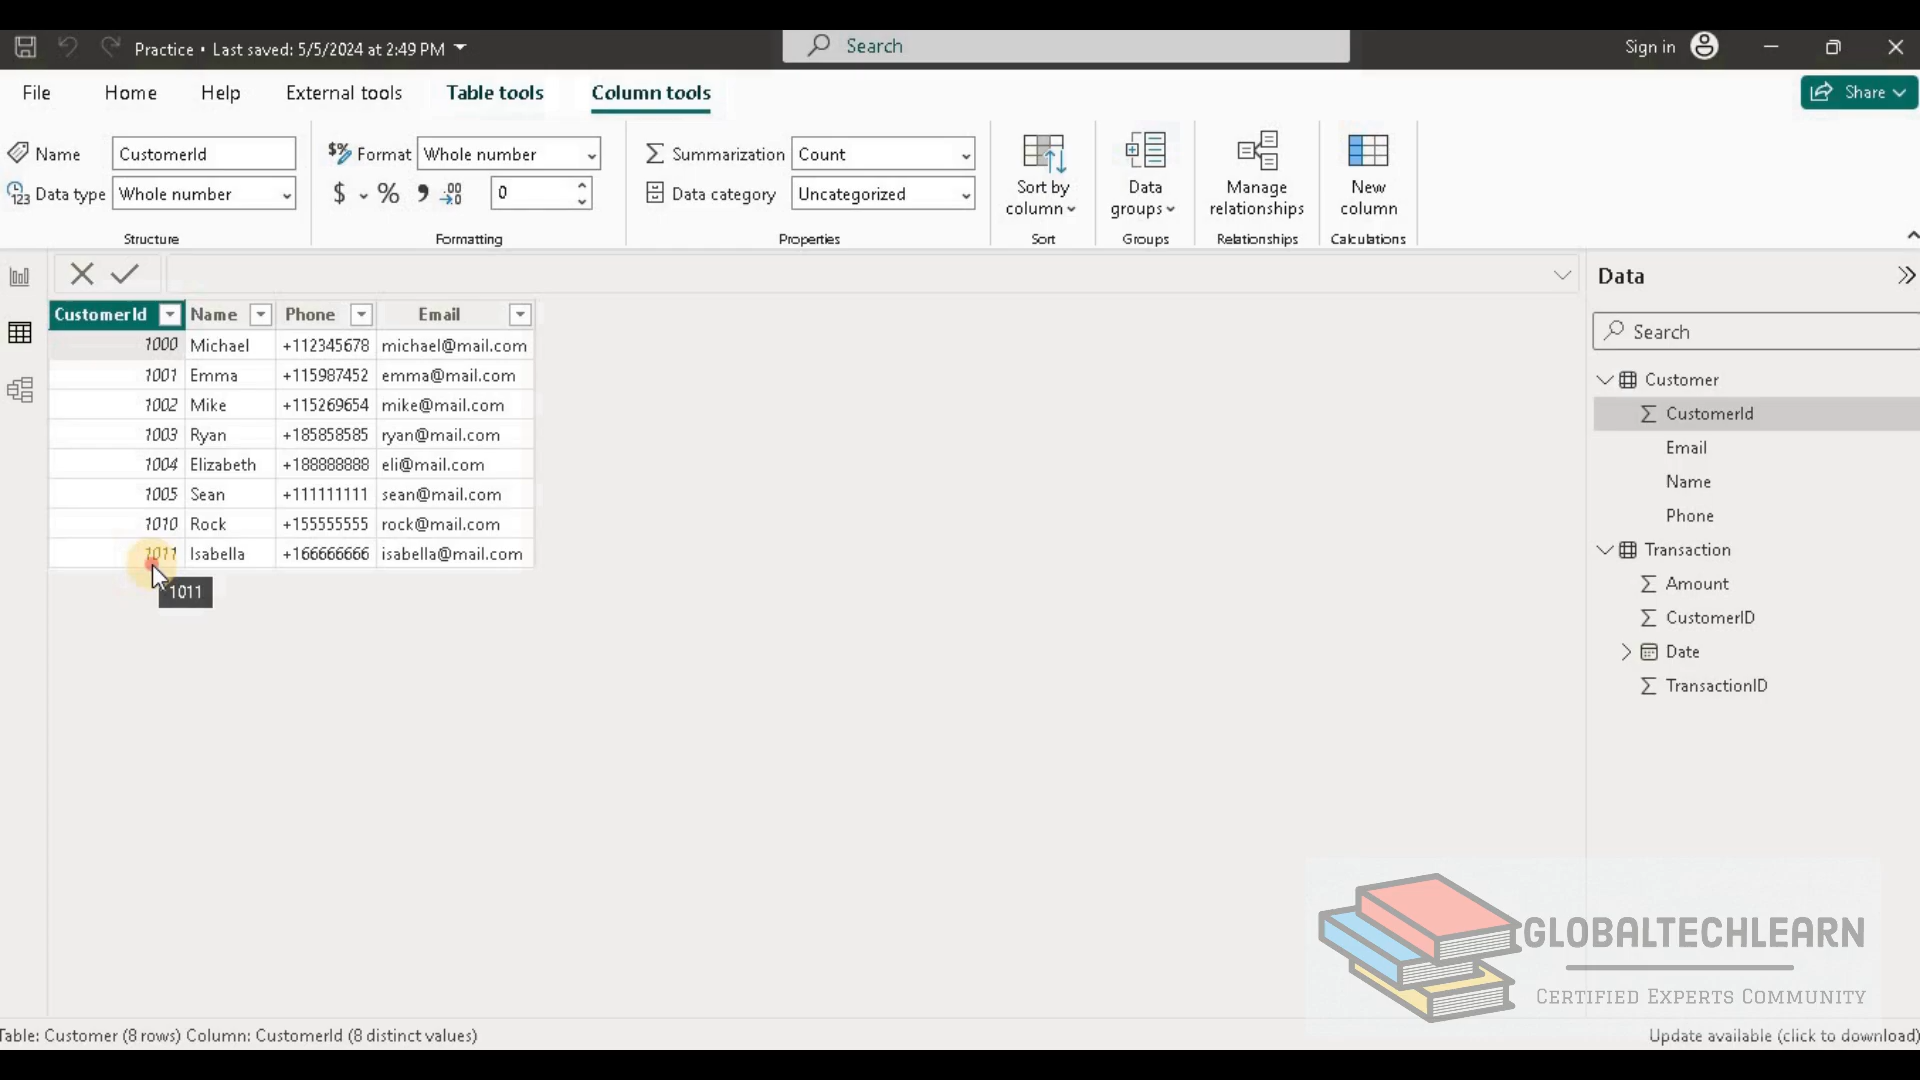 Practice • Last saved: 5/5/2024 at 2:49 PM
Search
Sign in
File Home Help External tools Table tools Column tools
Share
Name CustomerId
$% Format Whole number
Summarization Count
Data type Whole number
$ % 9 .00 0
Data category Uncategorized
Sort by column
Data groups
Manage relationships
New column
Structure Formatting Properties Sort Groups Relationships Calculations
Data
Search
CustomerId Name Phone Email
1000 Michael +112345678 michael@mail.com
1001 Emma +115987452 emma@mail.com
1002 Mike +115269654 mike@mail.com
1003 Ryan +185858585 ryan@mail.com
1004 Elizabeth +188888888 eli@mail.com
1005 Sean +111111111 sean@mail.com
1010 Rock +155555555 rock@mail.com
1011 Isabella +166666666 isabella@mail.com
1011
Customer
CustomerId
Email
Name
Phone
Transaction
Amount
CustomerID
Date
TransactionID
GLOBALTECHLEARN
CERTIFIED EXPERTS COMMUNITY
Table: Customer (8 rows) Column: CustomerId (8 distinct values)
Update available (click to download)